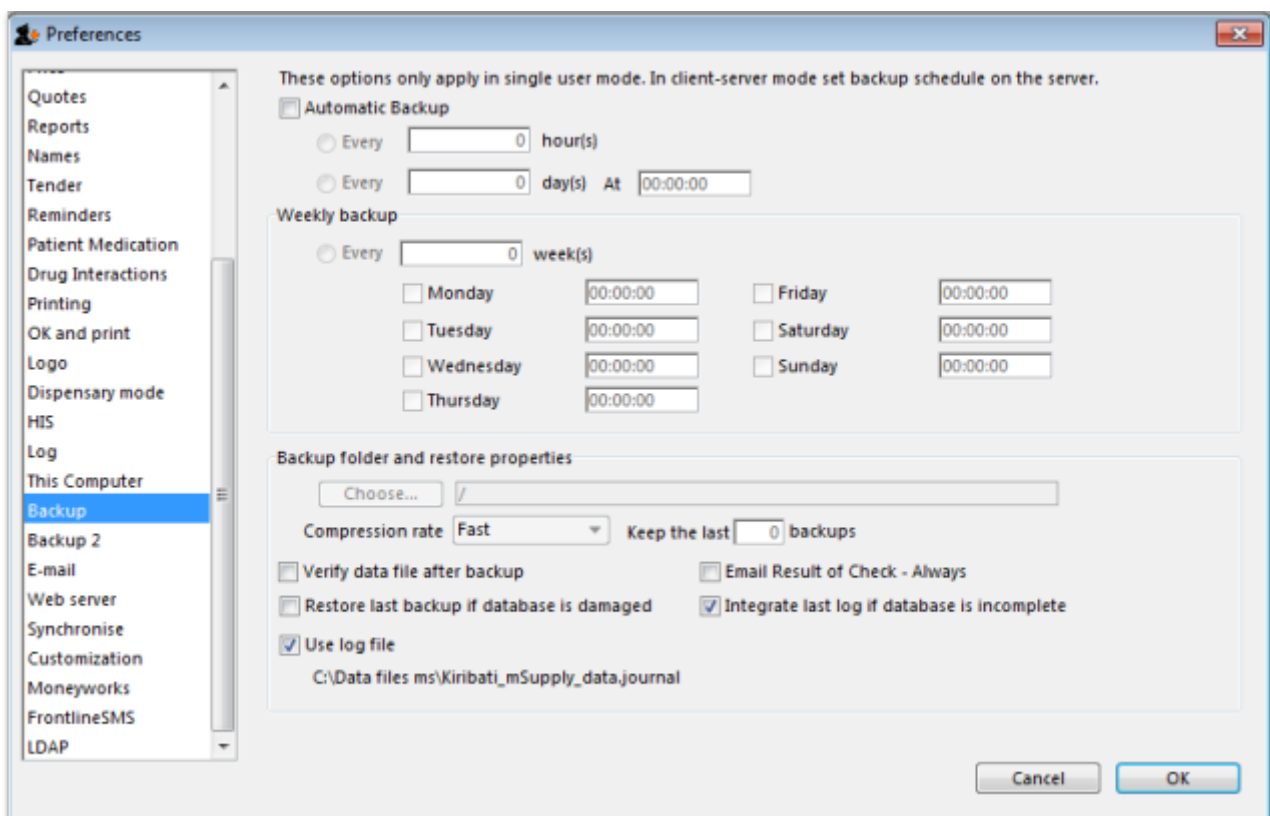 Preferences
Quotes
Reports
Names
Tender
Reminders
Patient Medication
Drug Interactions
Printing
OK and print
Logo
Dispensary mode
HIS
Log
This Computer
Backup
Backup 2
E-mail
Web server
Synchronise
Customization
Moneyworks
FrontlineSMS
LDAP
These options only apply in single user mode. In client-server mode set backup schedule on the server.
Automatic Backup
Every 0 hour(s)
Every 0 day(s) At 00:00:00
Weekly backup
Every 0 week(s)
Monday 00:00:00 Friday 00:00:00
Tuesday 00:00:00 Saturday 00:00:00
Wednesday 00:00:00 Sunday 00:00:00
Thursday 00:00:00
Backup folder and restore properties
Choose... /
Compression rate Fast Keep the last 0 backups
Verify data file after backup Email Result of Check - Always
Restore last backup if database is damaged Integrate last log if database is incomplete
Use log file
C:\Data files ms\Kiribati_mSupply_data.journal
Cancel OK